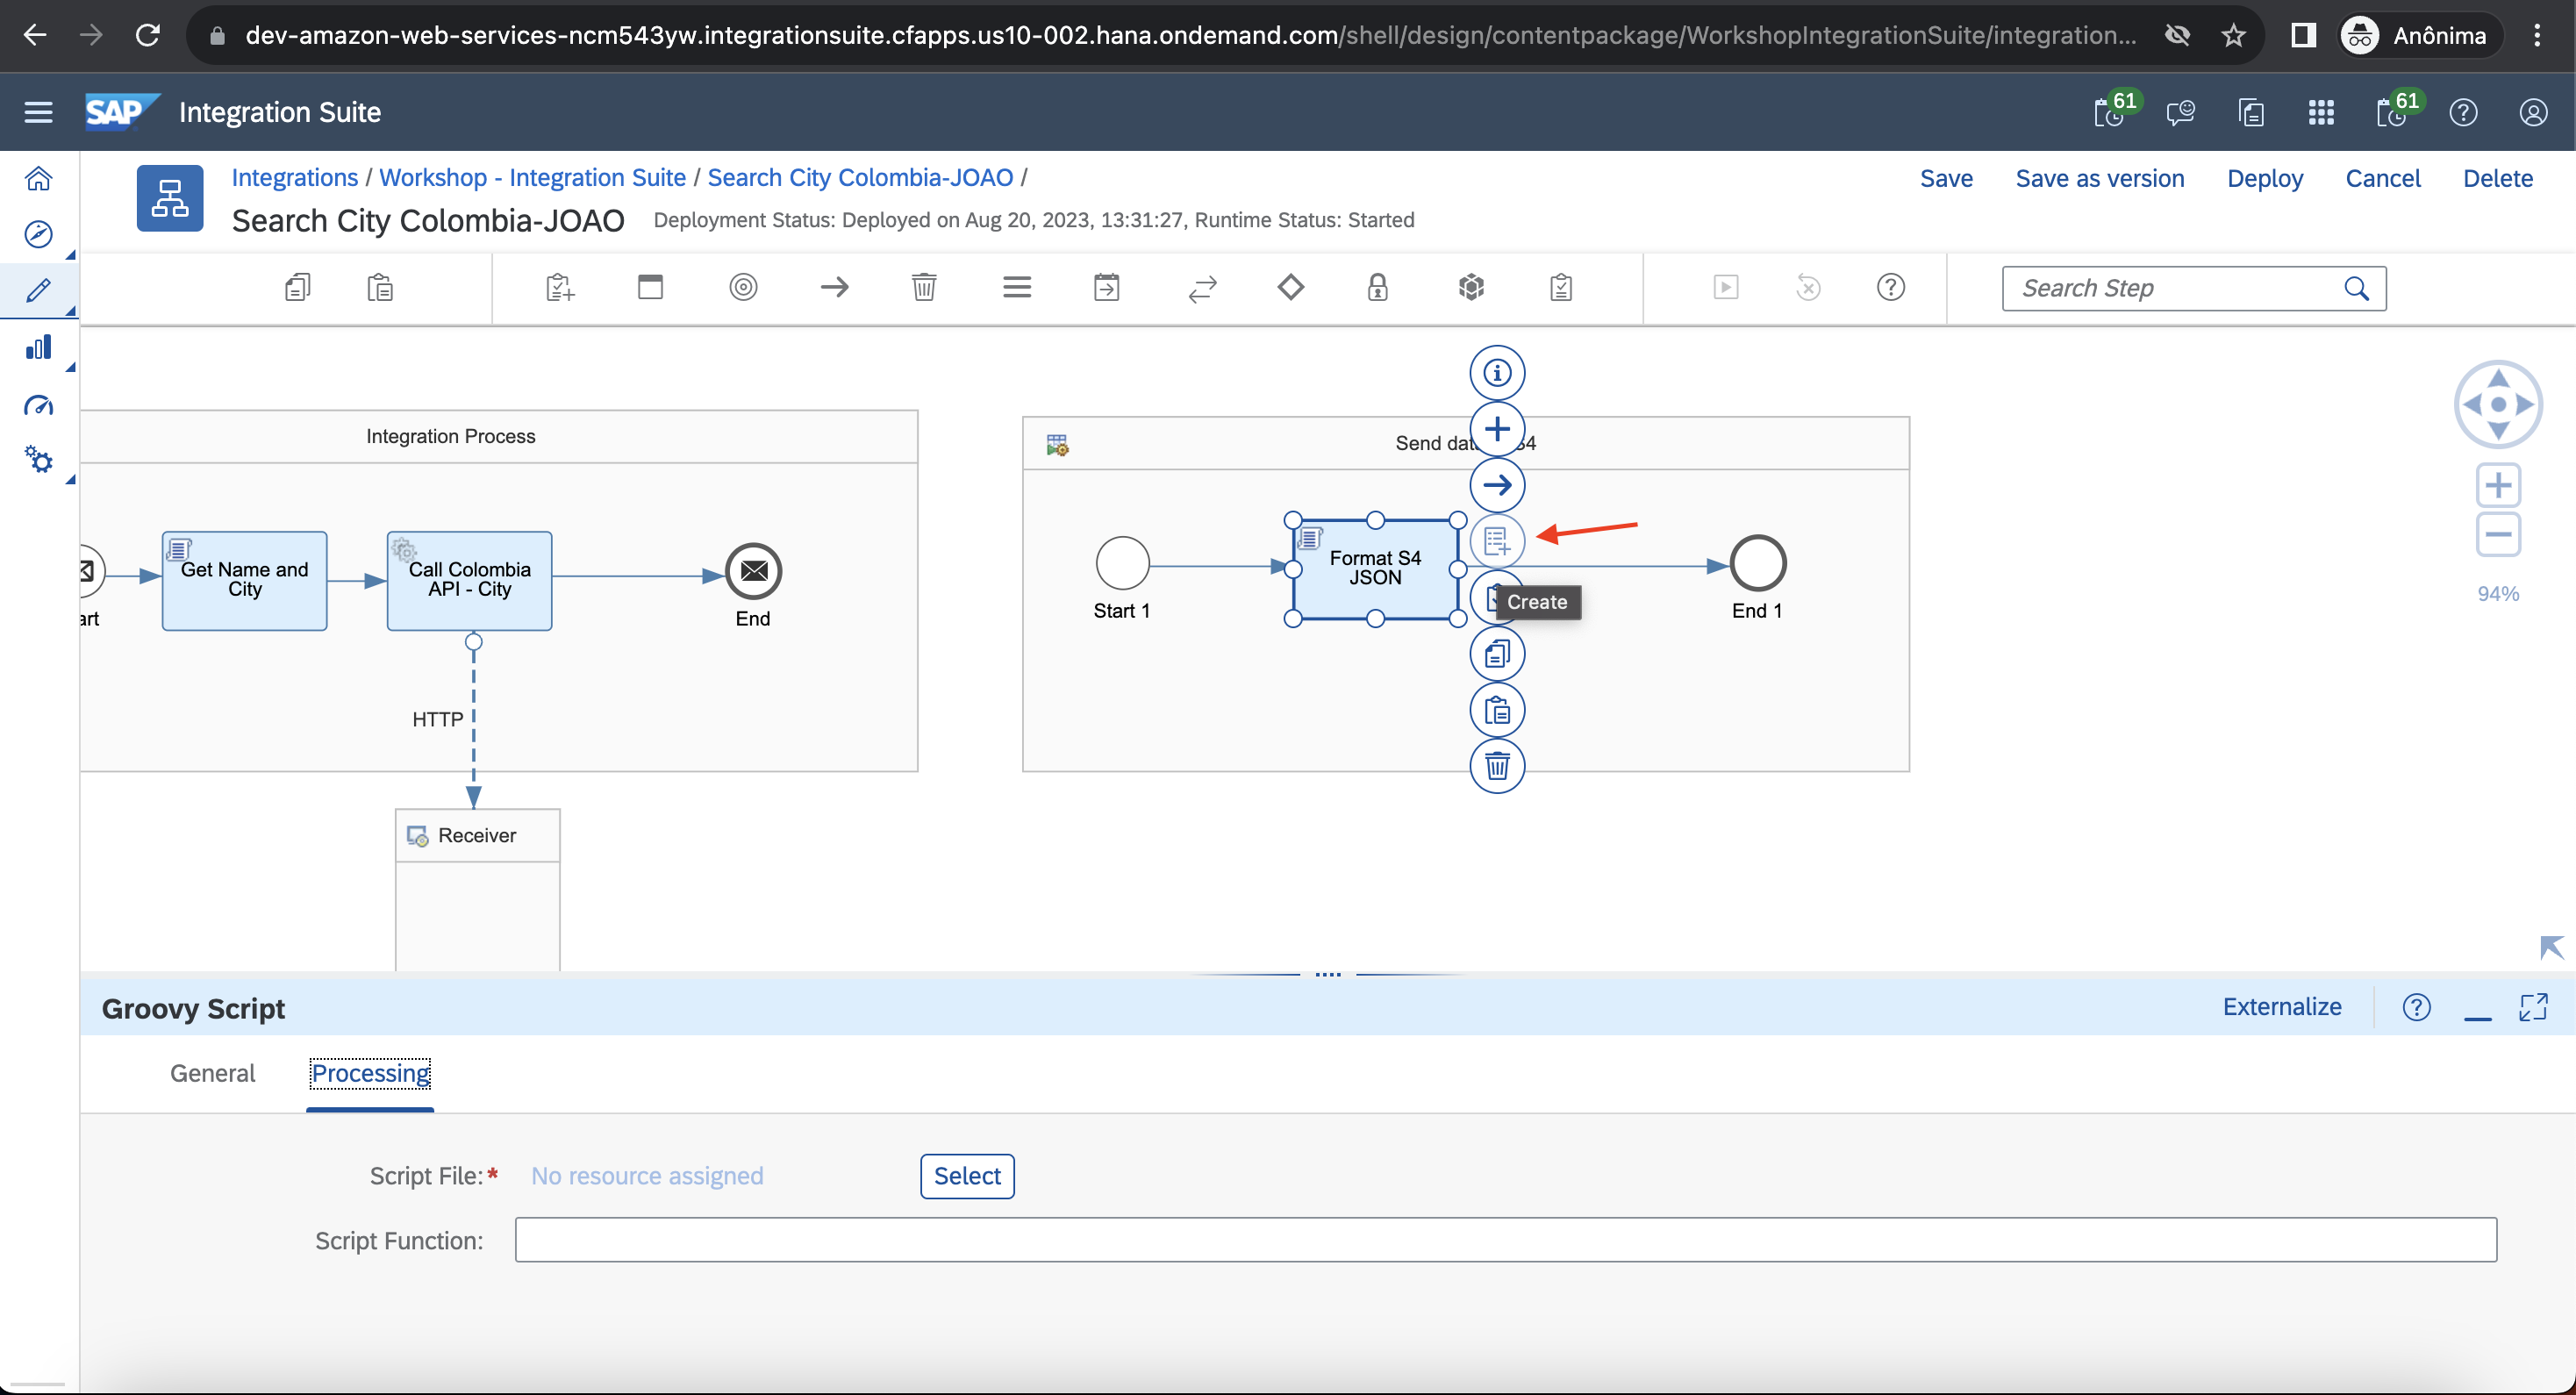 dev-amazon-web-services-ncm543yw.integrationsuite.cfapps.us10-002.hana.ondemand.com/shell/design/contentpackage/WorkshopIntegrationSuite/integration...
Anônima
SAP Integration Suite
61
61
Integrations / Workshop - Integration Suite / Search City Colombia-JOAO /
Save Save as version Deploy Cancel Delete
Search City Colombia-JOAO
Deployment Status: Deployed on Aug 20, 2023, 13:31:27, Runtime Status: Started
Search Step
Integration Process
art
Get Name and
City
Call Colombia
API - City
End
HTTP
Receiver
Send dat S4
Start 1
Format S4
JSON
Create
End 1
94%
Groovy Script
Externalize
General
Processing
Script File:* No resource assigned Select
Script Function: